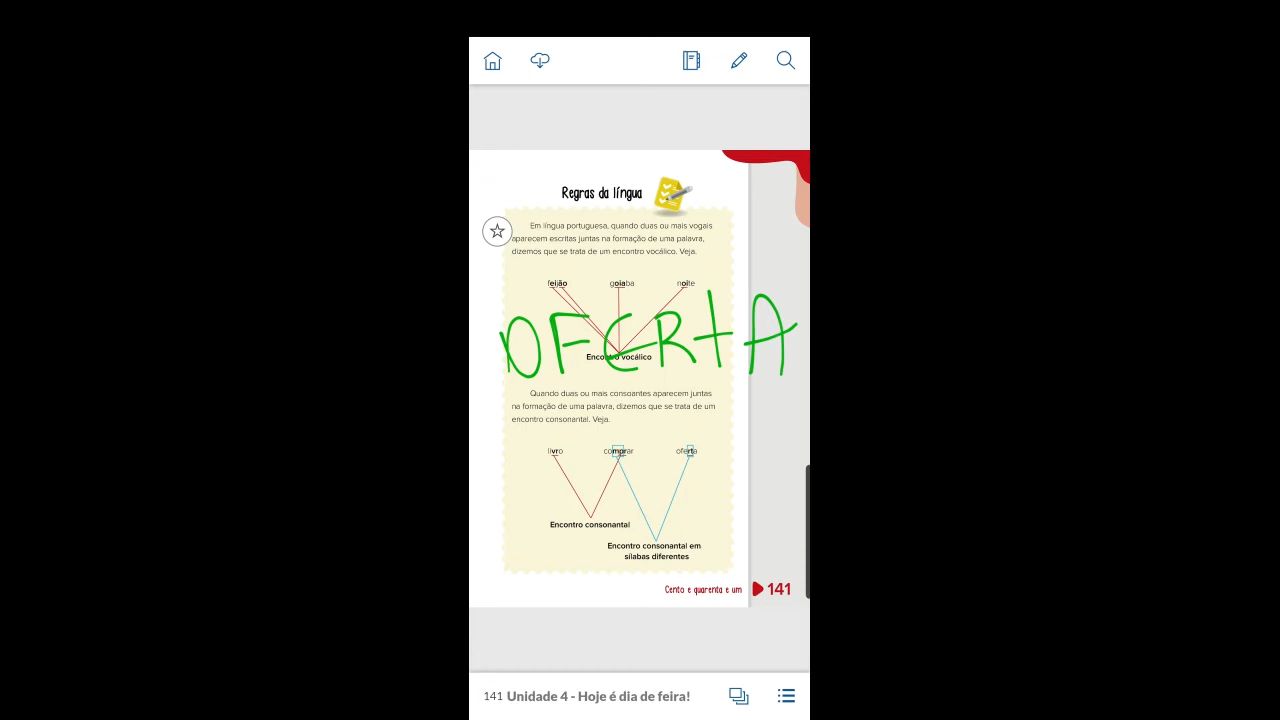 Regras da língua
Em língua portuguesa, quando duas ou mais vogais
aparecem escritas juntas na formação de uma palavra,
dizemos que se trata de um encontro vocálico. Veja.
feijão goiaba noite
OFERTA
Encontro vocálico
Quando duas ou mais consoantes aparecem juntas
na formação de uma palavra, dizemos que se trata de um
encontro consonantal. Veja.
livro comprar oferta
Encontro consonantal
Encontro consonantal em
sílabas diferentes
Cento e quarenta e um 141
141 Unidade 4 - Hoje é dia de feira!